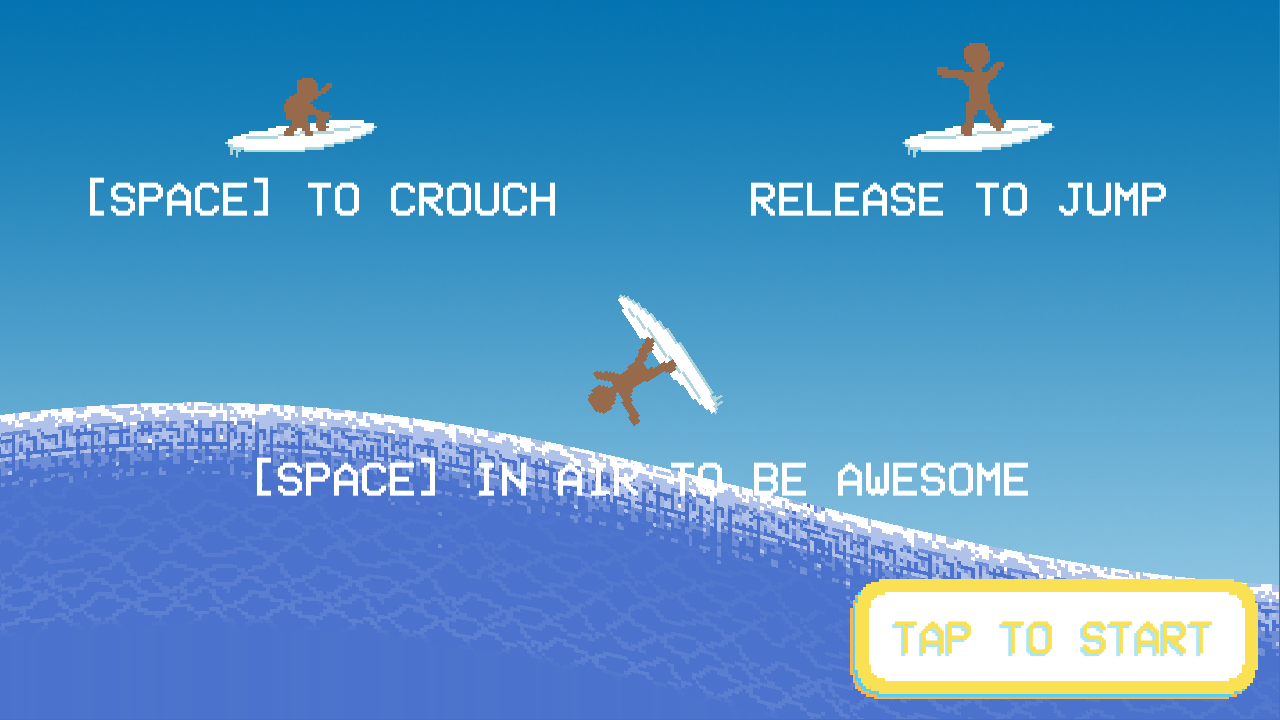 [SPACE] TO CROUCH
RELEASE TO JUMP
[SPACE] IN AIR TO BE AWESOME
TAP TO START